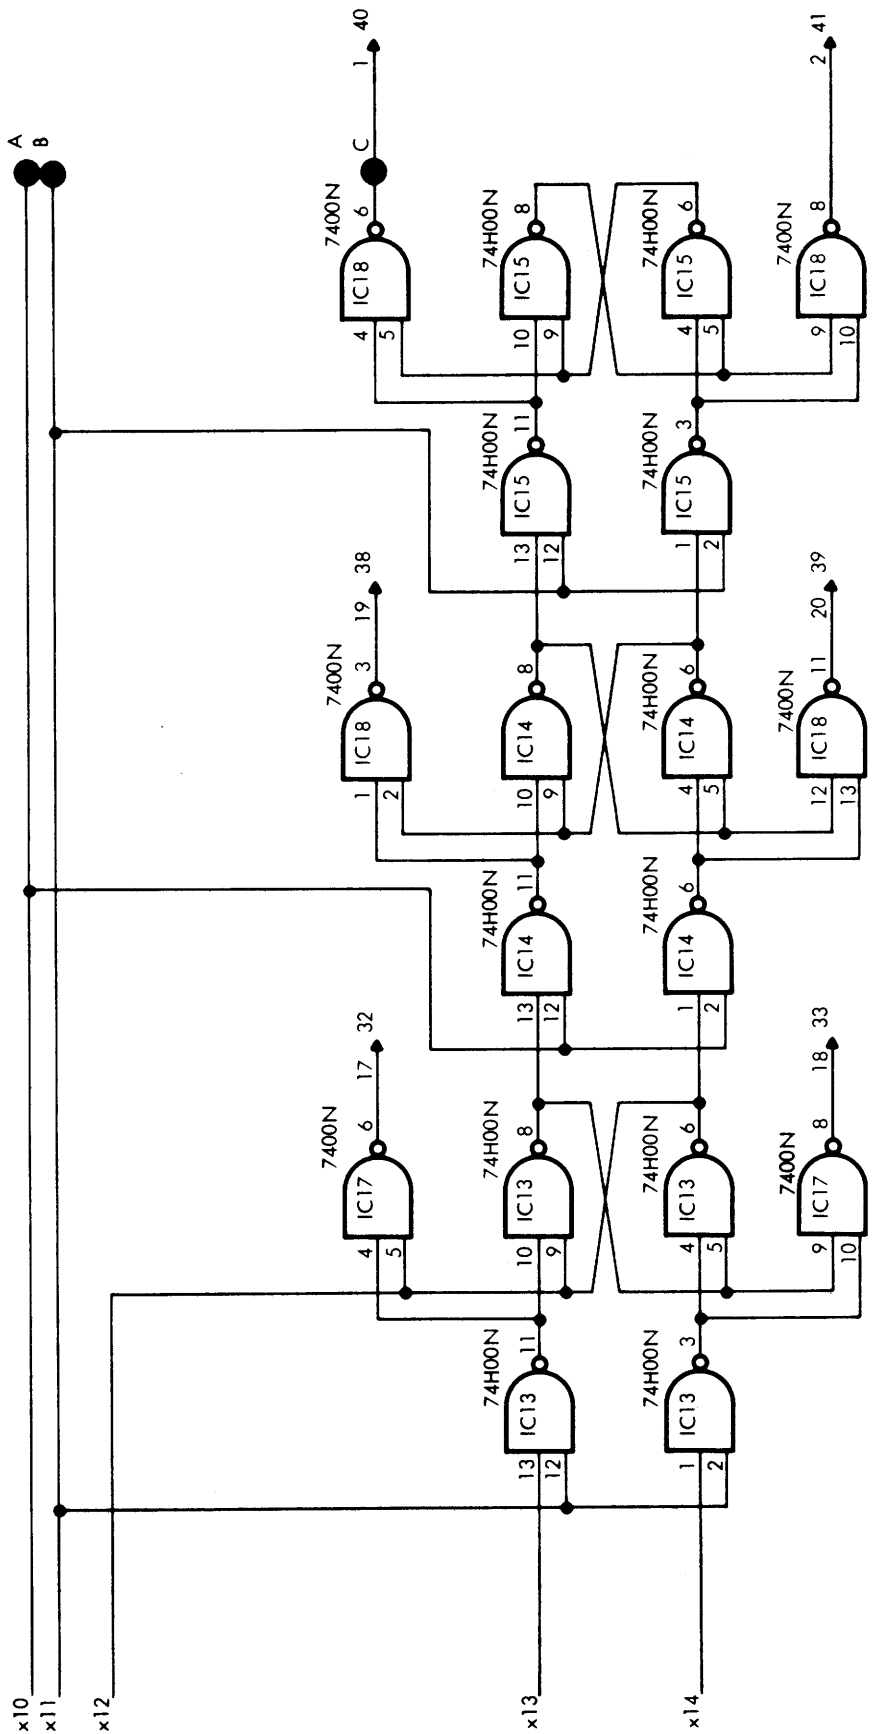 A
x10
B
x11
x12
7400N 7400N 7400N
4 IC17 6 17 32 1 IC18 3 19 38 4 IC18 6 C 1 40
5 2 5
74H00N 74H00N 74H00N 74H00N 74H00N 74H00N
x13 13 IC13 11 10 IC13 8 13 IC14 11 10 IC14 8 13 IC15 11 10 IC15 8
12 9 12 9 12 9
74H00N 74H00N 74H00N 74H00N 74H00N 74H00N
x14 1 IC13 3 4 IC13 6 1 IC14 6 4 IC14 6 1 IC15 3 4 IC15 6
2 5 2 5 2 5
7400N 7400N 7400N
9 IC17 8 18 33 12 IC18 11 20 39 9 IC18 8 2 41
10 13 10